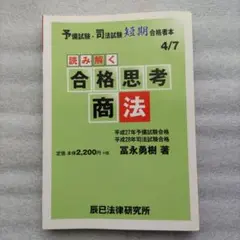 予備試験・司法試験 短期 合格者本
4/7
読み解く
合格思考
商法
平成27年予備試験合格
平成28年司法試験合格
定価 本体2,200円+税
冨永勇樹 著
辰已法律研究所